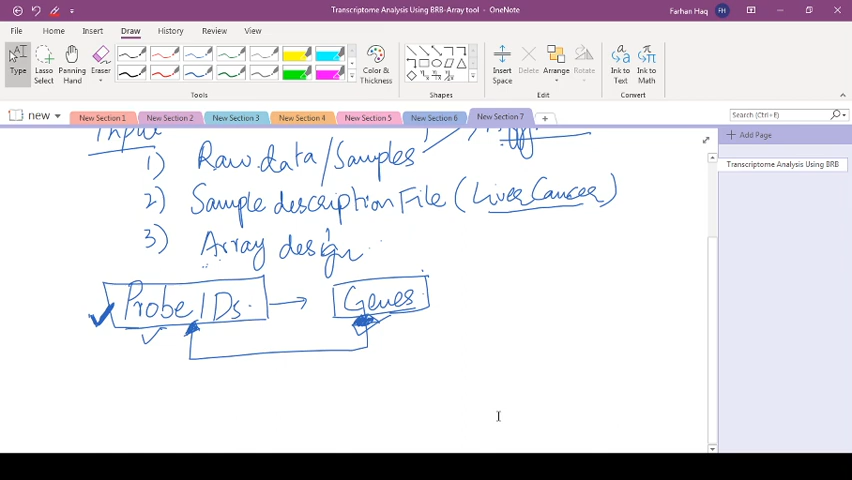 Transcriptome Analysis Using BRB-Array tool - OneNote
Farhan Haq
FH
File Home Insert Draw History Review View
Type
Lasso Select
Panning Hand
Eraser
Color & Thickness
Insert Space
Delete
Arrange
Rotate
Ink to Text
Ink to Math
Tools
Shapes
Edit
Convert
new
New Section 1
New Section 2
New Section 3
New Section 4
New Section 5
New Section 6
New Section 7
Search (Ctrl+E)
Add Page
Transcriptome Analysis Using BRB
Input
1) Raw data/Samples
2) Sample description File (Liver Cancer)
3) Array design
Probe IDs. → Genes